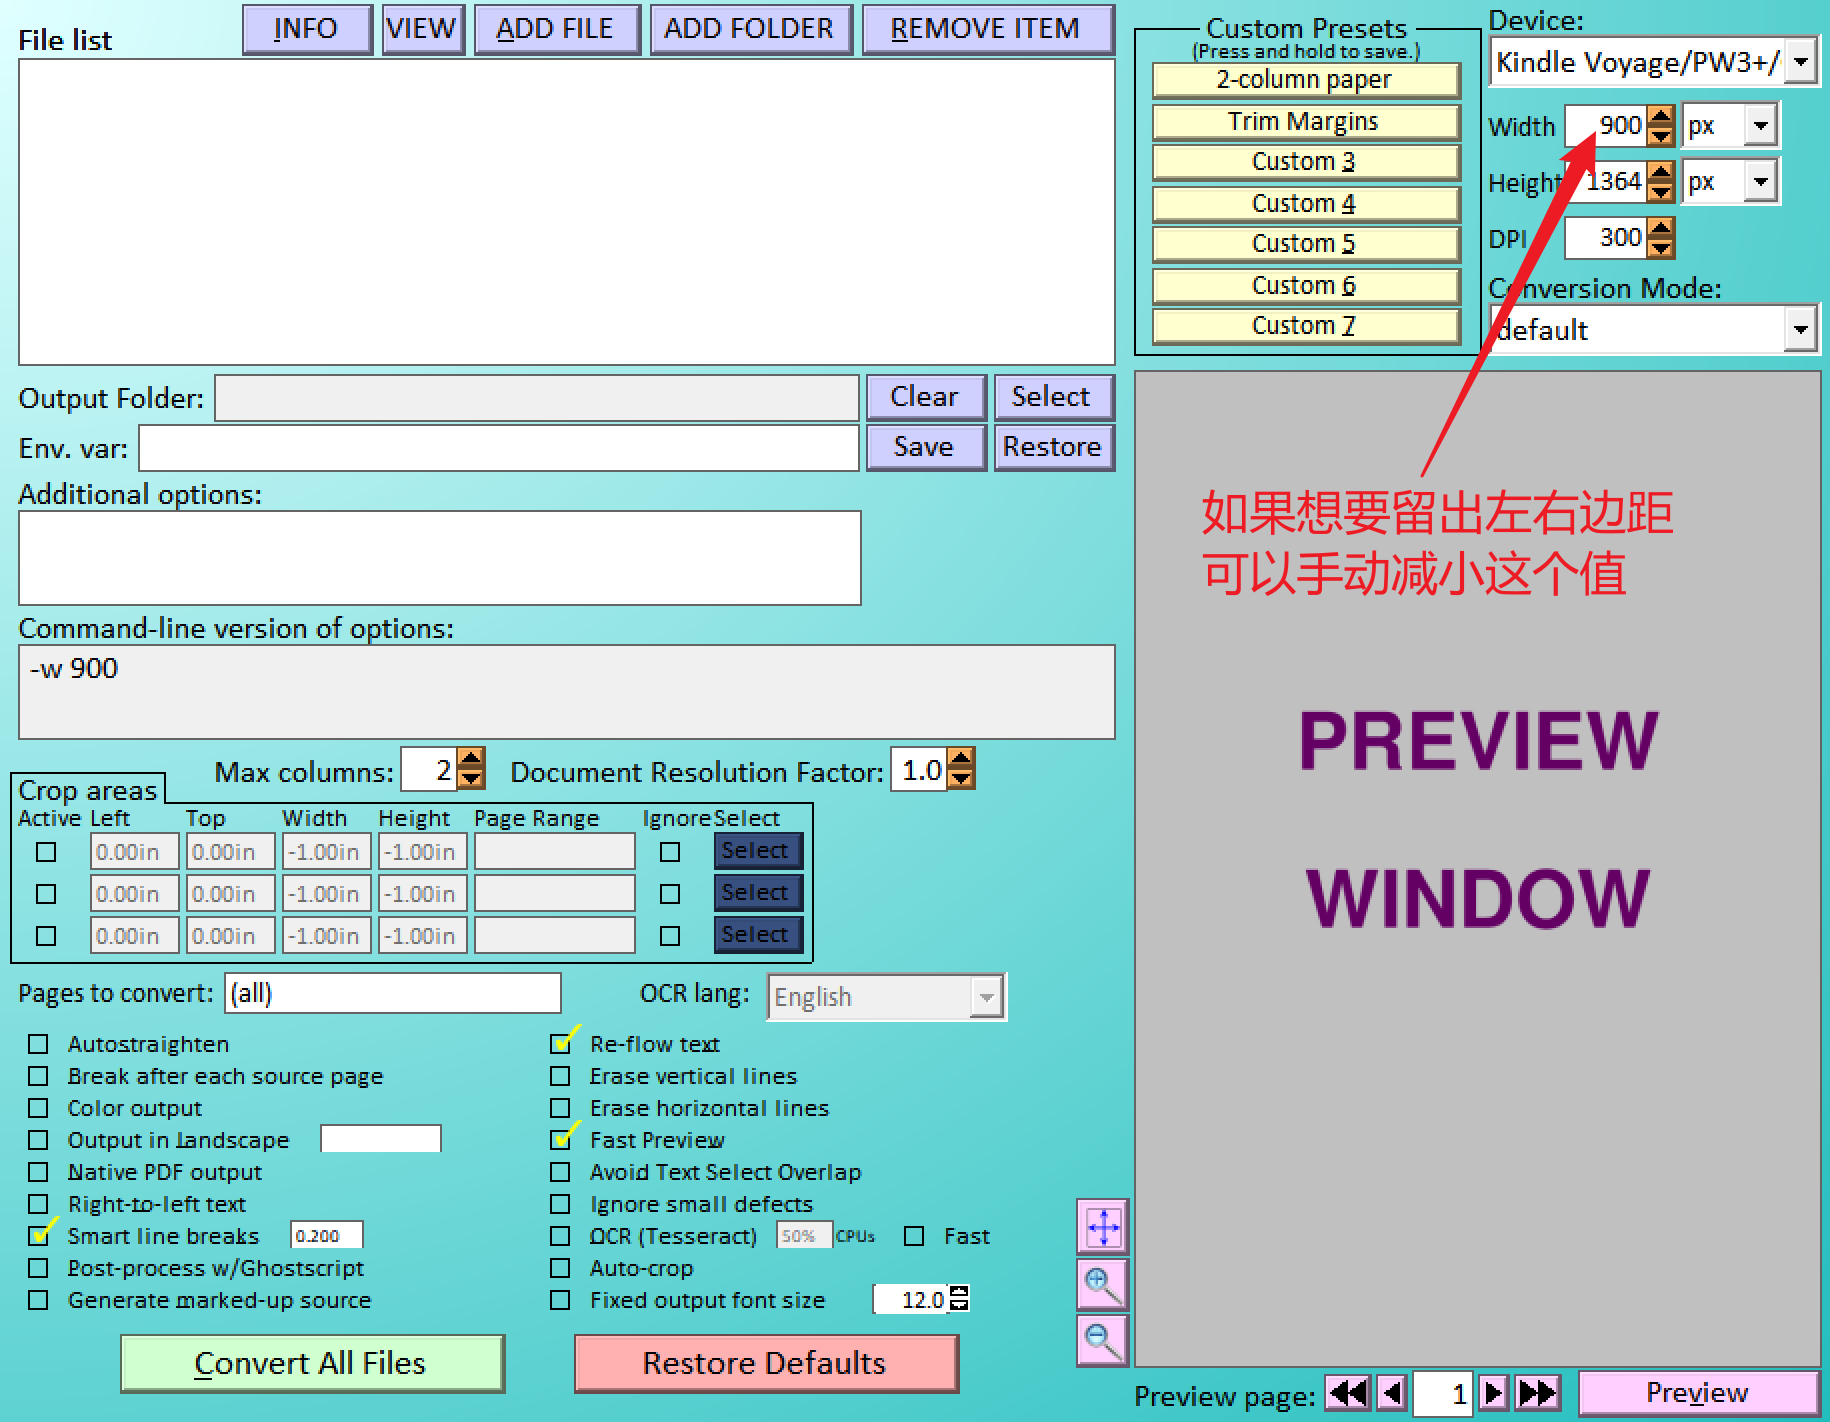 File list
INFO
VIEW
ADD FILE
ADD FOLDER
REMOVE ITEM
Custom Presets
(Press and hold to save.)
2-column paper
Trim Margins
Custom 3
Custom 4
Custom 5
Custom 6
Custom 7
Device:
Kindle Voyage/PW3+/
Width 900 px
Height 1364 px
DPI 300
Conversion Mode:
default
Output Folder:
Clear
Select
Env. var:
Save
Restore
Additional options:
Command-line version of options:
-w 900
Max columns: 2
Document Resolution Factor: 1.0
Crop areas
Active Left Top Width Height Page Range Ignore Select
0.00in 0.00in -1.00in -1.00in Select
0.00in 0.00in -1.00in -1.00in Select
0.00in 0.00in -1.00in -1.00in Select
Pages to convert: (all)
OCR lang: English
Autostraighten
Break after each source page
Color output
Output in Landscape
Native PDF output
Right-to-left text
Smart line breaks 0.200
Post-process w/Ghostscript
Generate marked-up source
Re-flow text
Erase vertical lines
Erase horizontal lines
Fast Preview
Avoid Text Select Overlap
Ignore small defects
OCR (Tesseract) 50% CPUs Fast
Auto-crop
Fixed output font size 12.0
Convert All Files
Restore Defaults
如果想要留出左右边距
可以手动减小这个值
PREVIEW
WINDOW
Preview page: 1
Preview